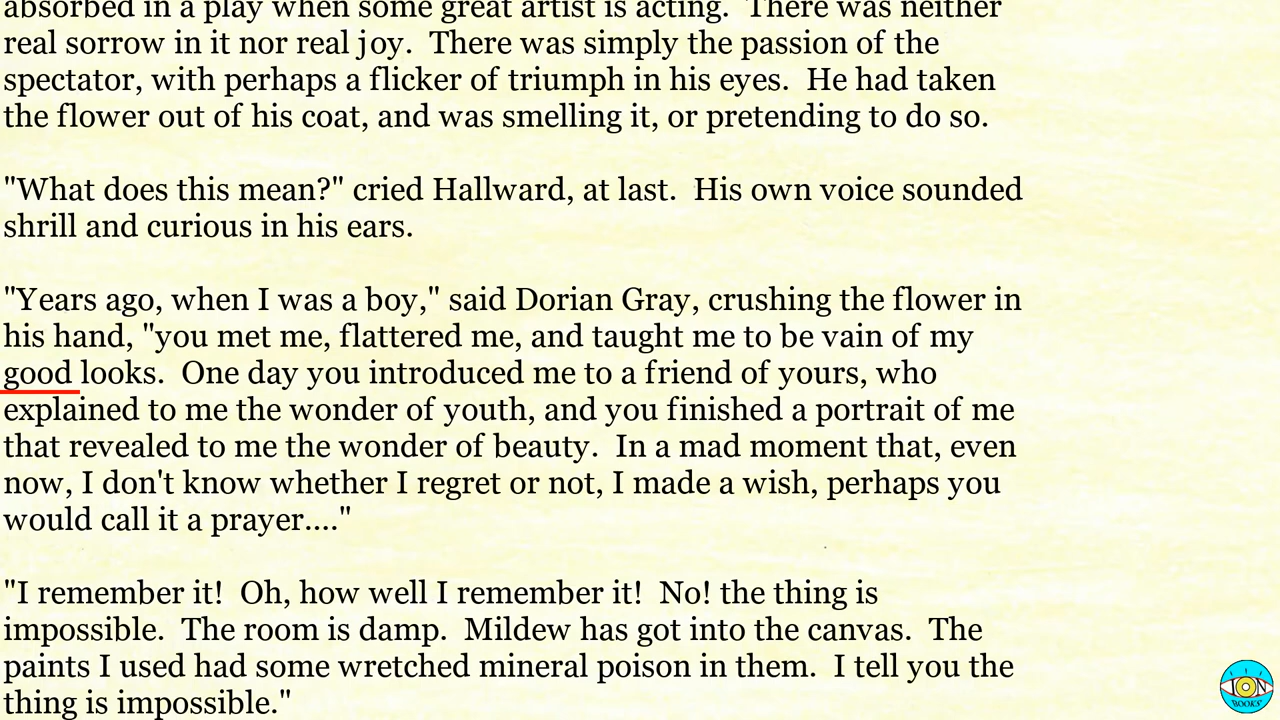 absorbed in a play when some great artist is acting.  There was neither
real sorrow in it nor real joy.  There was simply the passion of the
spectator, with perhaps a flicker of triumph in his eyes.  He had taken
the flower out of his coat, and was smelling it, or pretending to do so.
"What does this mean?" cried Hallward, at last.  His own voice sounded
shrill and curious in his ears.
"Years ago, when I was a boy," said Dorian Gray, crushing the flower in
his hand, "you met me, flattered me, and taught me to be vain of my
good looks.  One day you introduced me to a friend of yours, who
explained to me the wonder of youth, and you finished a portrait of me
that revealed to me the wonder of beauty.  In a mad moment that, even
now, I don't know whether I regret or not, I made a wish, perhaps you
would call it a prayer...."
"I remember it!  Oh, how well I remember it!  No! the thing is
impossible.  The room is damp.  Mildew has got into the canvas.  The
paints I used had some wretched mineral poison in them.  I tell you the
thing is impossible."
ION
BOOKS